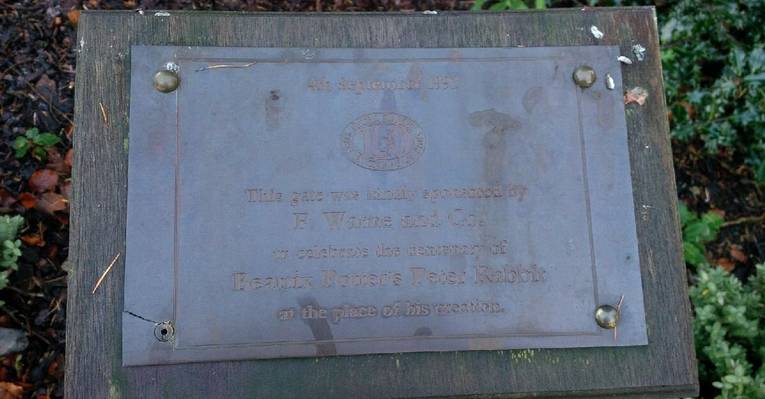 4th September 1993
This gate was kindly sponsored by
F. Warne and Co.
to celebrate the centenary of
Beatrix Potter's Peter Rabbit
at the place of his creation.